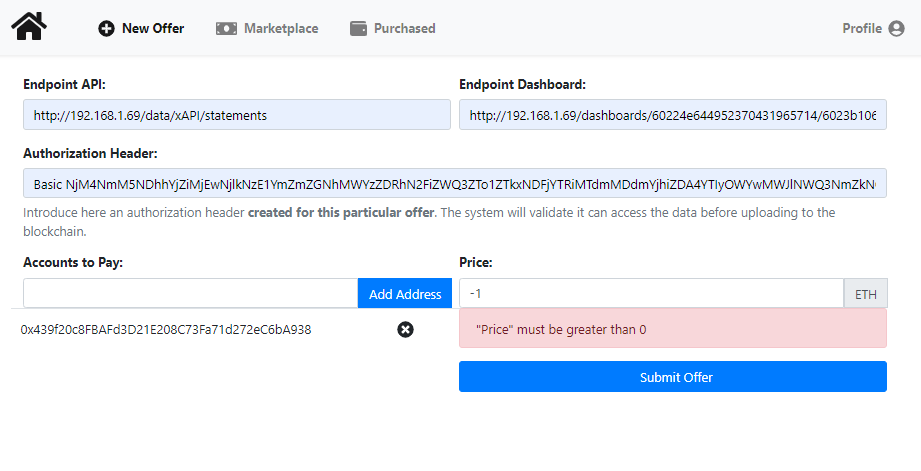 New Offer Marketplace Purchased Profile
Endpoint API: Endpoint Dashboard:
http://192.168.1.69/data/xAPI/statements http://192.168.1.69/dashboards/60224e644952370431965714/6023b106
Authorization Header:
Basic NjM4NmM5NDhhYjZiMjEwNjlkNzE1YmZmZGNhMWYzZDRhN2FiZWQ3ZTo1ZTkxNDFjYTRiMTdmMDdmYjhiZDA4YTIyOWYwMWJlNWQ3NmZkN
Introduce here an authorization header created for this particular offer. The system will validate it can access the data before uploading to the
blockchain.
Accounts to Pay: Price:
Add Address -1 ETH
0x439f20c8FBAFd3D21E208C73Fa71d272eC6bA938 "Price" must be greater than 0
Submit Offer